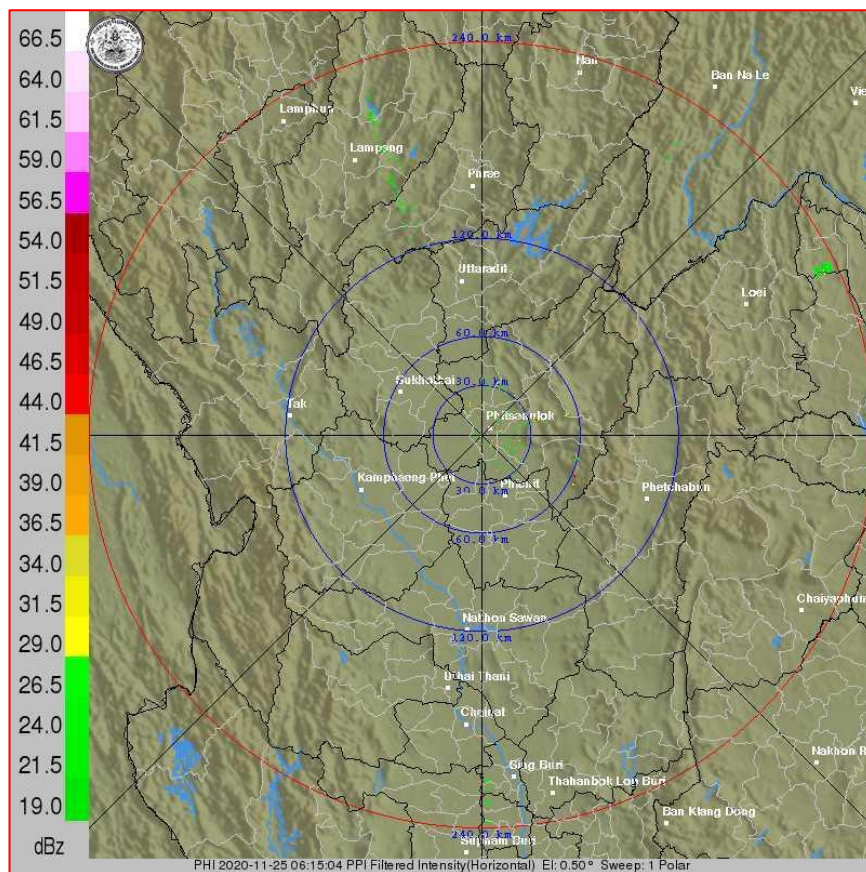 66.5
64.0
61.5
59.0
56.5
54.0
51.5
49.0
46.5
44.0
41.5
39.0
36.5
34.0
31.5
29.0
26.5
24.0
21.5
19.0
dBz
240.0 km
Nan
Ban Na Le
Vie
Lamphun
Lampang
Phrae
120.0 km
Uttaradit
Loei
60.0 km
30.0 km
Sukhothai
Tak
Phitsanulok
Kamphaeng Phet
Phichit
30.0 km
Phetchabun
60.0 km
Chaiyaphum
Nakhon Sawan
120.0 km
Uthai Thani
Chainat
Nakhon R
Sing Buri
Thahanbok Lop Buri
Ban Klang Dong
240.0 km
Suphan Buri
PHI 2020-11-25 06:15:04 PPI Filtered Intensity(Horizontal) El: 0.50° Sweep: 1 Polar